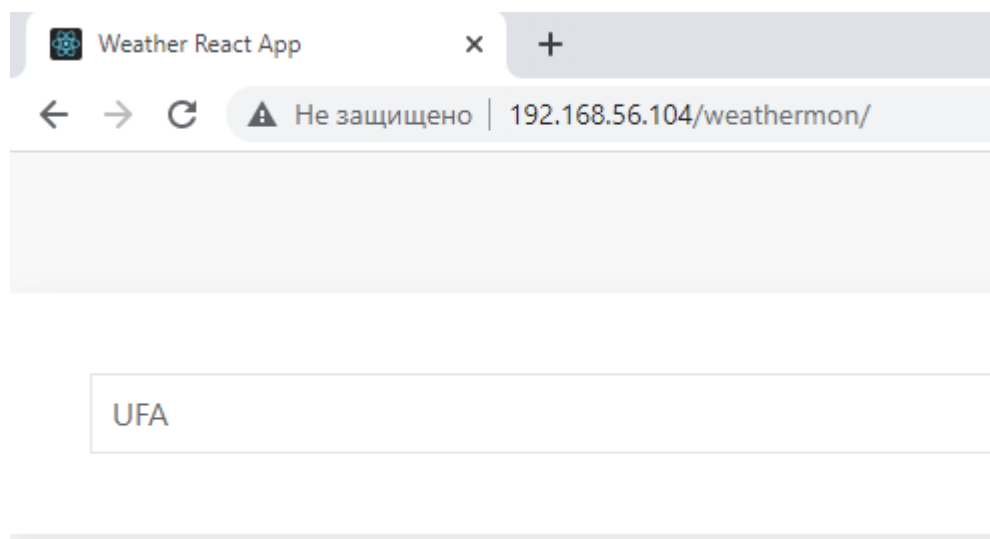 Weather React App
Не защищено | 192.168.56.104/weathermon/
UFA